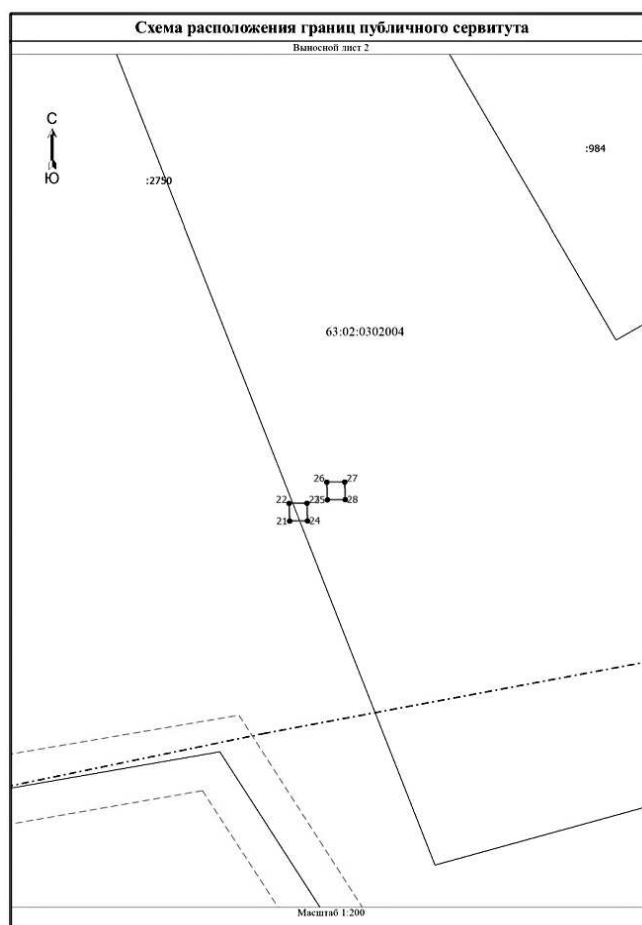 Схема расположения границ публичного сервитута
Выносной лист 2
С
Ю
:984
:2750
63:02:0302004
26 27
22 23 25 28
21 24
Масштаб 1:200